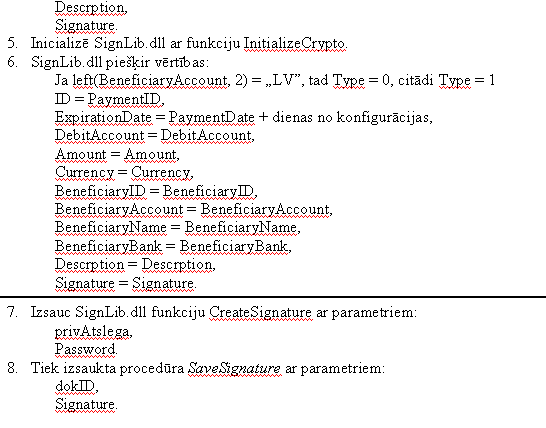 Descrption,
Signature.
5. Inicializē SignLib.dll ar funkciju InitializeCrypto.
6. SignLib.dll piešķir vērtības:
Ja left(BeneficiaryAccount, 2) = „LV”, tad Type = 0, citādi Type = 1
ID = PaymentID,
ExpirationDate = PaymentDate + dienas no konfigurācijas,
DebitAccount = DebitAccount,
Amount = Amount,
Currency = Currency,
BeneficiaryID = BeneficiaryID,
BeneficiaryAccount = BeneficiaryAccount,
BeneficiaryName = BeneficiaryName,
BeneficiaryBank = BeneficiaryBank,
Descrption = Descrption,
Signature = Signature.
7. Izsauc SignLib.dll funkciju CreateSignature ar parametriem:
privAtslega,
Password.
8. Tiek izsaukta procedūra SaveSignature ar parametriem:
dokID,
Signature.